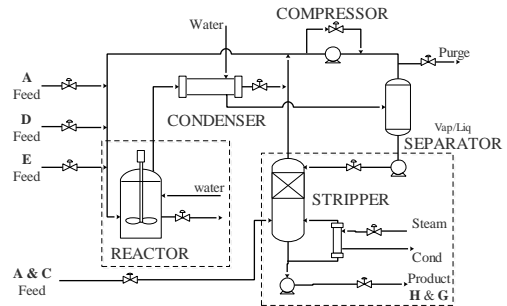 COMPRESSOR
Water
Purge
A
Feed
CONDENSER
D
Feed
Vap/Liq
SEPARATOR
E
Feed
water
STRIPPER
REACTOR
Steam
A & C
Feed
Cond
Product
H & G